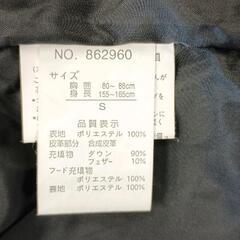 NO. 862960
サイズ
胸囲 80～88cm
身長 155～165cm
S
品質表示
表地 ポリエステル 100%
皮革部分 合成皮革
充填物 ダウン 90%
フェザー 10%
フード充填物
ポリエステル 100%
裏地 ポリエステル 100%